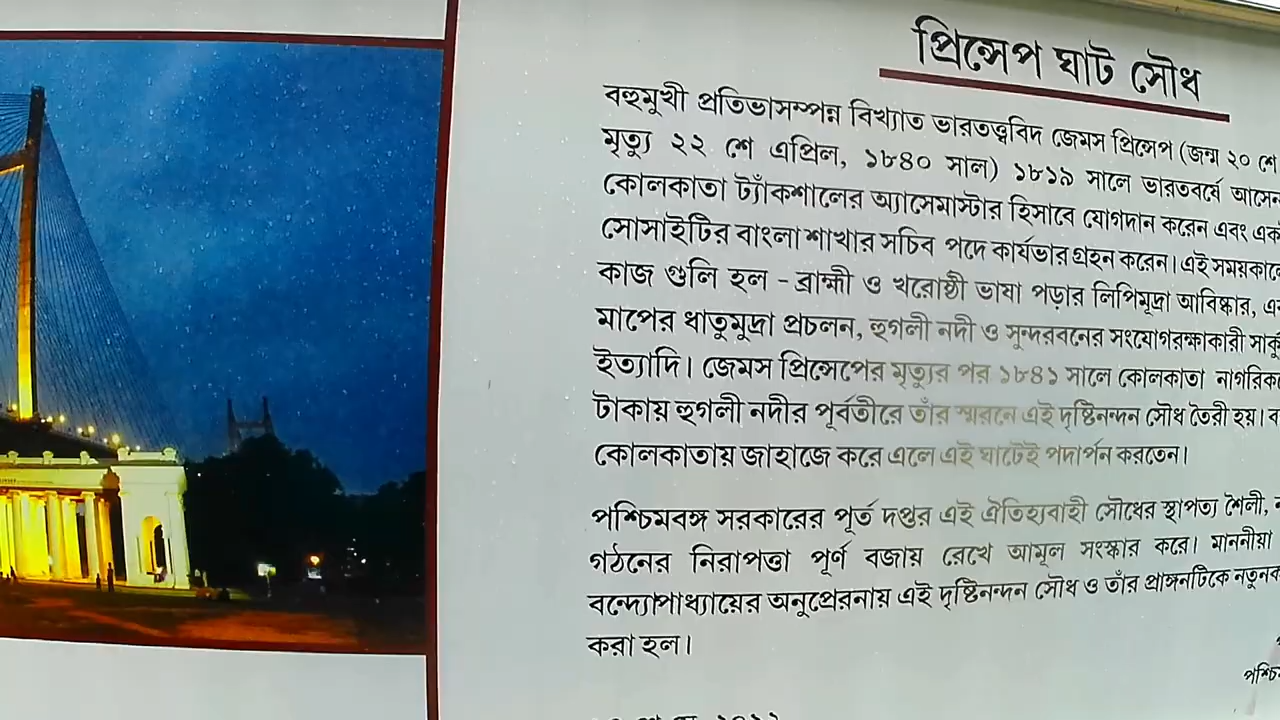 প্রিন্সেপ ঘাট সৌধ
বহুমুখী প্রতিভাসম্পন্ন বিখ্যাত ভারততত্ত্ববিদ জেমস প্রিন্সেপ (জন্ম ২০ শে
মৃত্যু ২২ শে এপ্রিল, ১৮৪০ সাল) ১৮১৯ সালে ভারতবর্ষে আসেন
কোলকাতা ট্যাঁকশালের অ্যাসেমাস্টার হিসাবে যোগদান করেন এবং
সোসাইটির বাংলা শাখার সচিব পদে কার্যভার গ্রহন করেন। এই
কাজ গুলি হল - ব্রাহ্মী ও খরোষ্ঠী ভাষা পড়ার লিপিমুদ্রা আবিষ্কার,
মাপের ধাতুমুদ্রা প্রচলন, হুগলী নদী ও সুন্দরবনের সংযোগরক্ষাকারী
ইত্যাদি। জেমস প্রিন্সেপের মৃত্যুর পর ১৮৪১ সালে কোলকাতা
টাকায় হুগলী নদীর পূর্বতীরে তাঁর স্মরনে এই দৃষ্টিনন্দন সৌধ তৈরী হয়।
কোলকাতায় জাহাজে করে এলে এই ঘাটেই পদার্পন করতেন।
পশ্চিমবঙ্গ সরকারের পূর্ত দপ্তর এই ঐতিহ্যবাহী সৌধের স্থাপত্য শৈলী,
গঠনের নিরাপত্তা পূর্ন বজায় রেখে আমূল সংস্কার করে। মাননীয়া
বন্দ্যোপাধ্যায়ের অনুপ্রেরনায় এই দৃষ্টিনন্দন সৌধ ও তাঁর প্রাঙ্গনটিকে
করা হল।